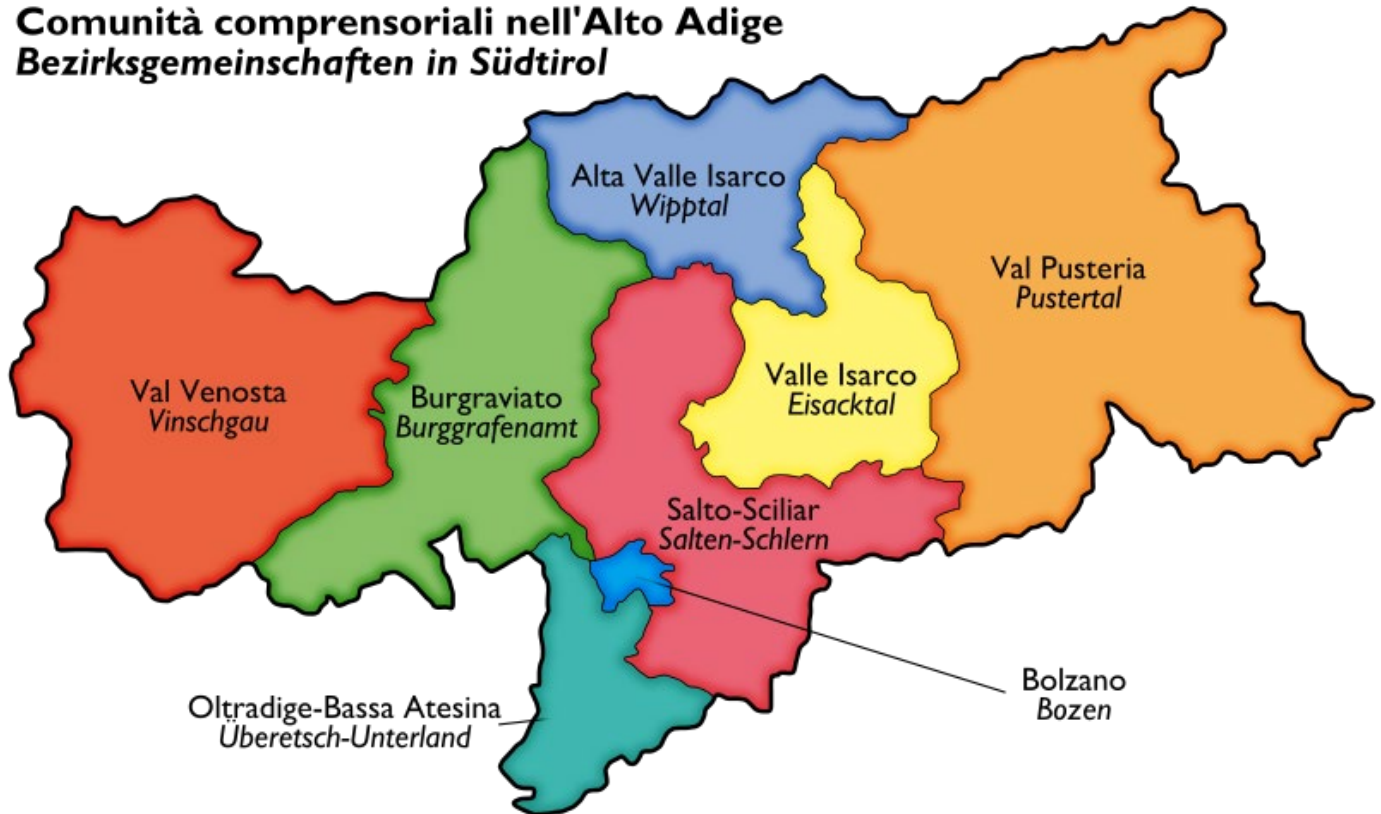 Comunità comprensoriali nell'Alto Adige
Bezirksgemeinschaften in Südtirol
Alta Valle Isarco
Wipptal
Val Pusteria
Pustertal
Val Venosta
Vinschgau
Burgraviato
Burggrafenamt
Valle Isarco
Eisacktal
Salto-Sciliar
Salten-Schlern
Bolzano
Bozen
Oltradige-Bassa Atesina
Überetsch-Unterland